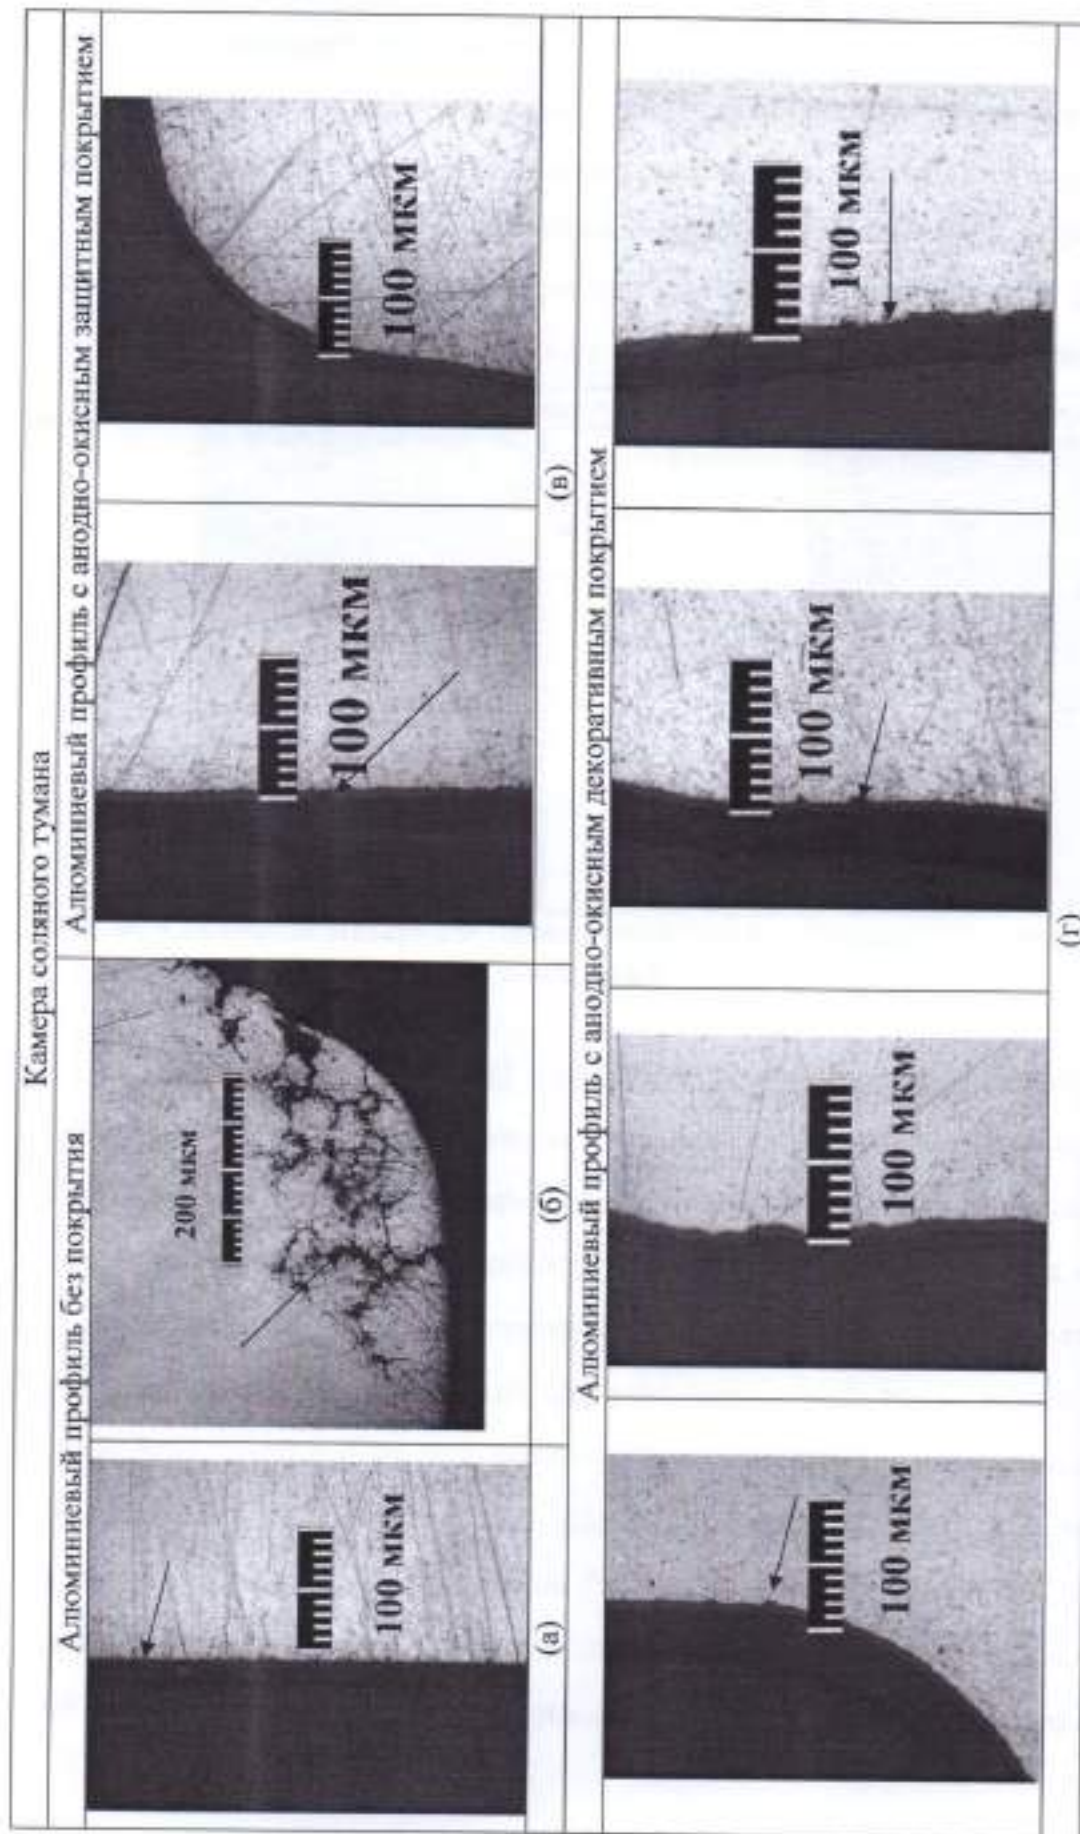 Камера соляного тумана
Алюминиевый профиль без покрытия
Алюминиевый профиль с анодно-окисным защитным покрытием
100 мкм
200 мкм
100 мкм
100 мкм
(а)
(б)
(в)
Алюминиевый профиль с анодно-окисным декоративным покрытием
100 мкм
100 мкм
100 мкм
100 мкм
(г)